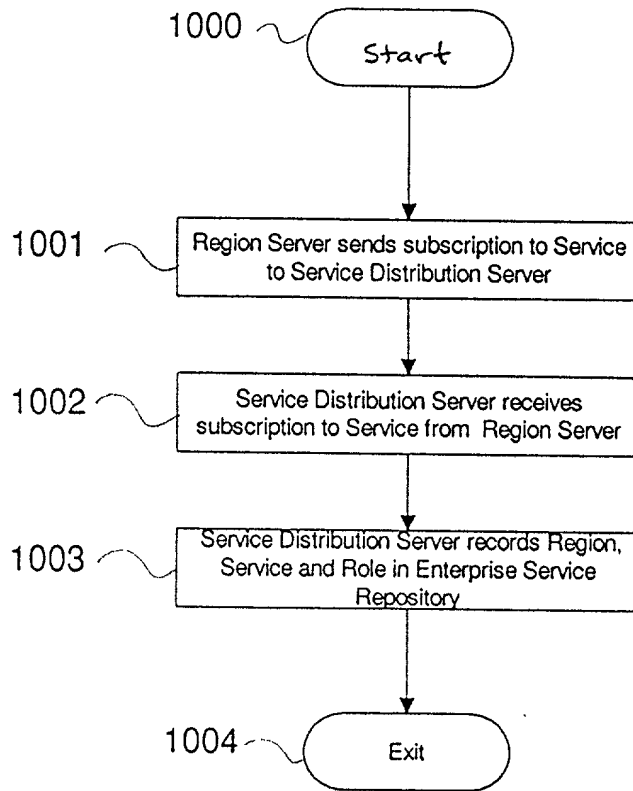 1000
Start
1001
Region Server sends subscription to Service
to Service Distribution Server
1002
Service Distribution Server receives
subscription to Service from Region Server
1003
Service Distribution Server records Region,
Service and Role in Enterprise Service
Repository
1004
Exit